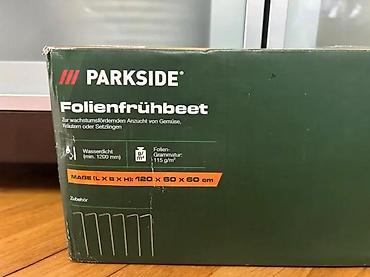 /// PARKSIDE®
Folienfrühbeet
Zur wachstumsfördernden Anzucht von Gemüse,
Kräutern oder Setzlingen
Wasserdicht
(min. 1200 mm)
Folien-
Grammatur:
115 g/m²
MAßE (L X B X H): 120 x 60 x 60 cm
Zubehör